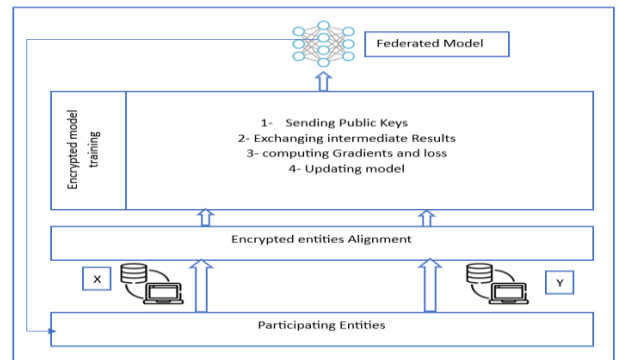 Federated Model
Encrypted model
training
1- Sending Public Keys
2- Exchanging intermediate Results
3- computing Gradients and loss
4- Updating model
Encrypted entities Alignment
X
Y
Participating Entities